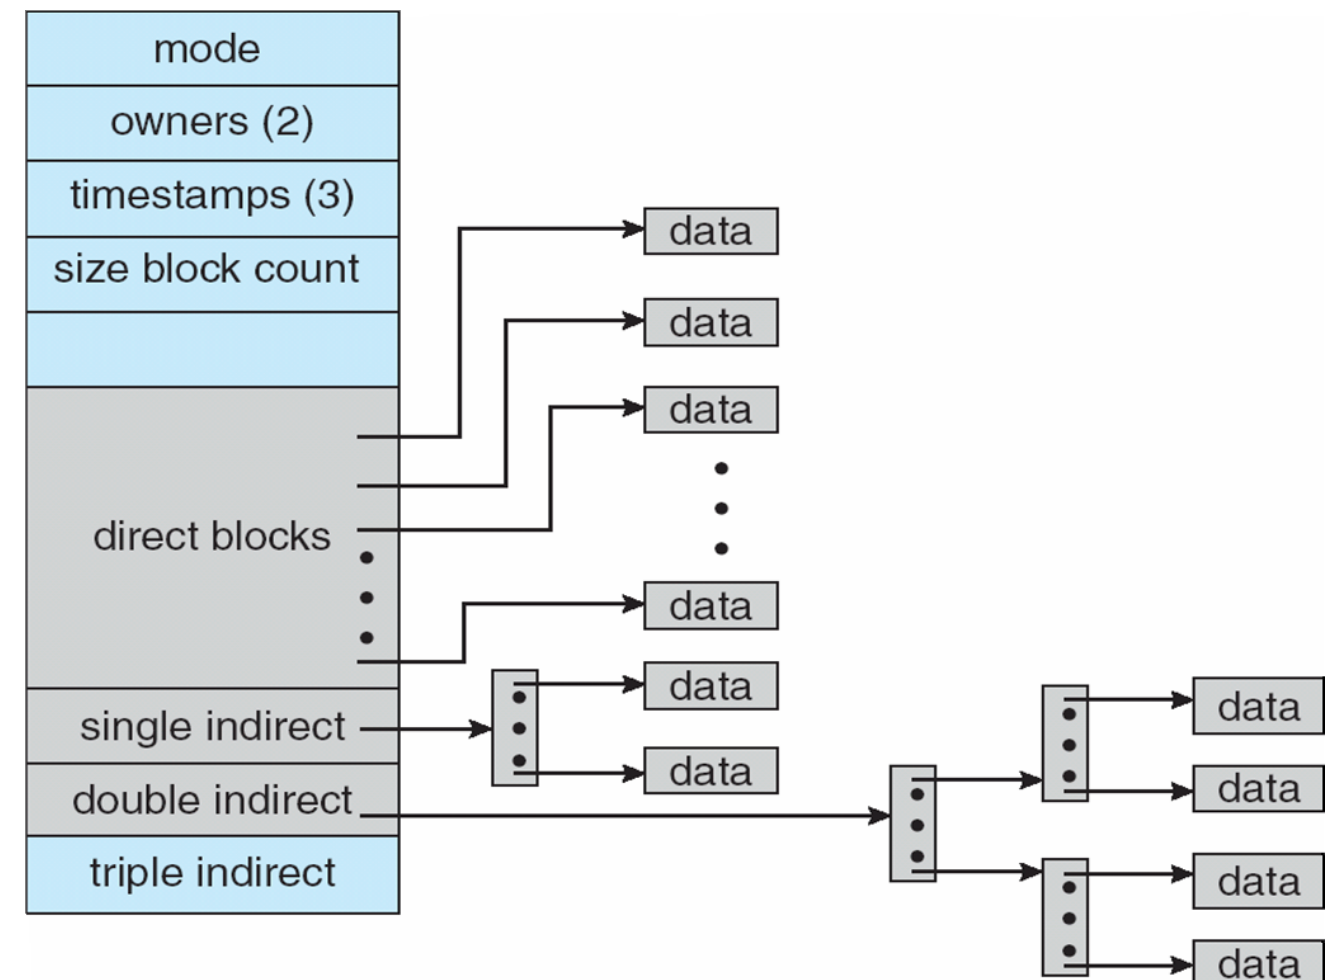 mode
owners (2)
timestamps (3)
size block count
direct blocks
single indirect
double indirect
triple indirect
data
data
data
data
data
data
data
data
data
data